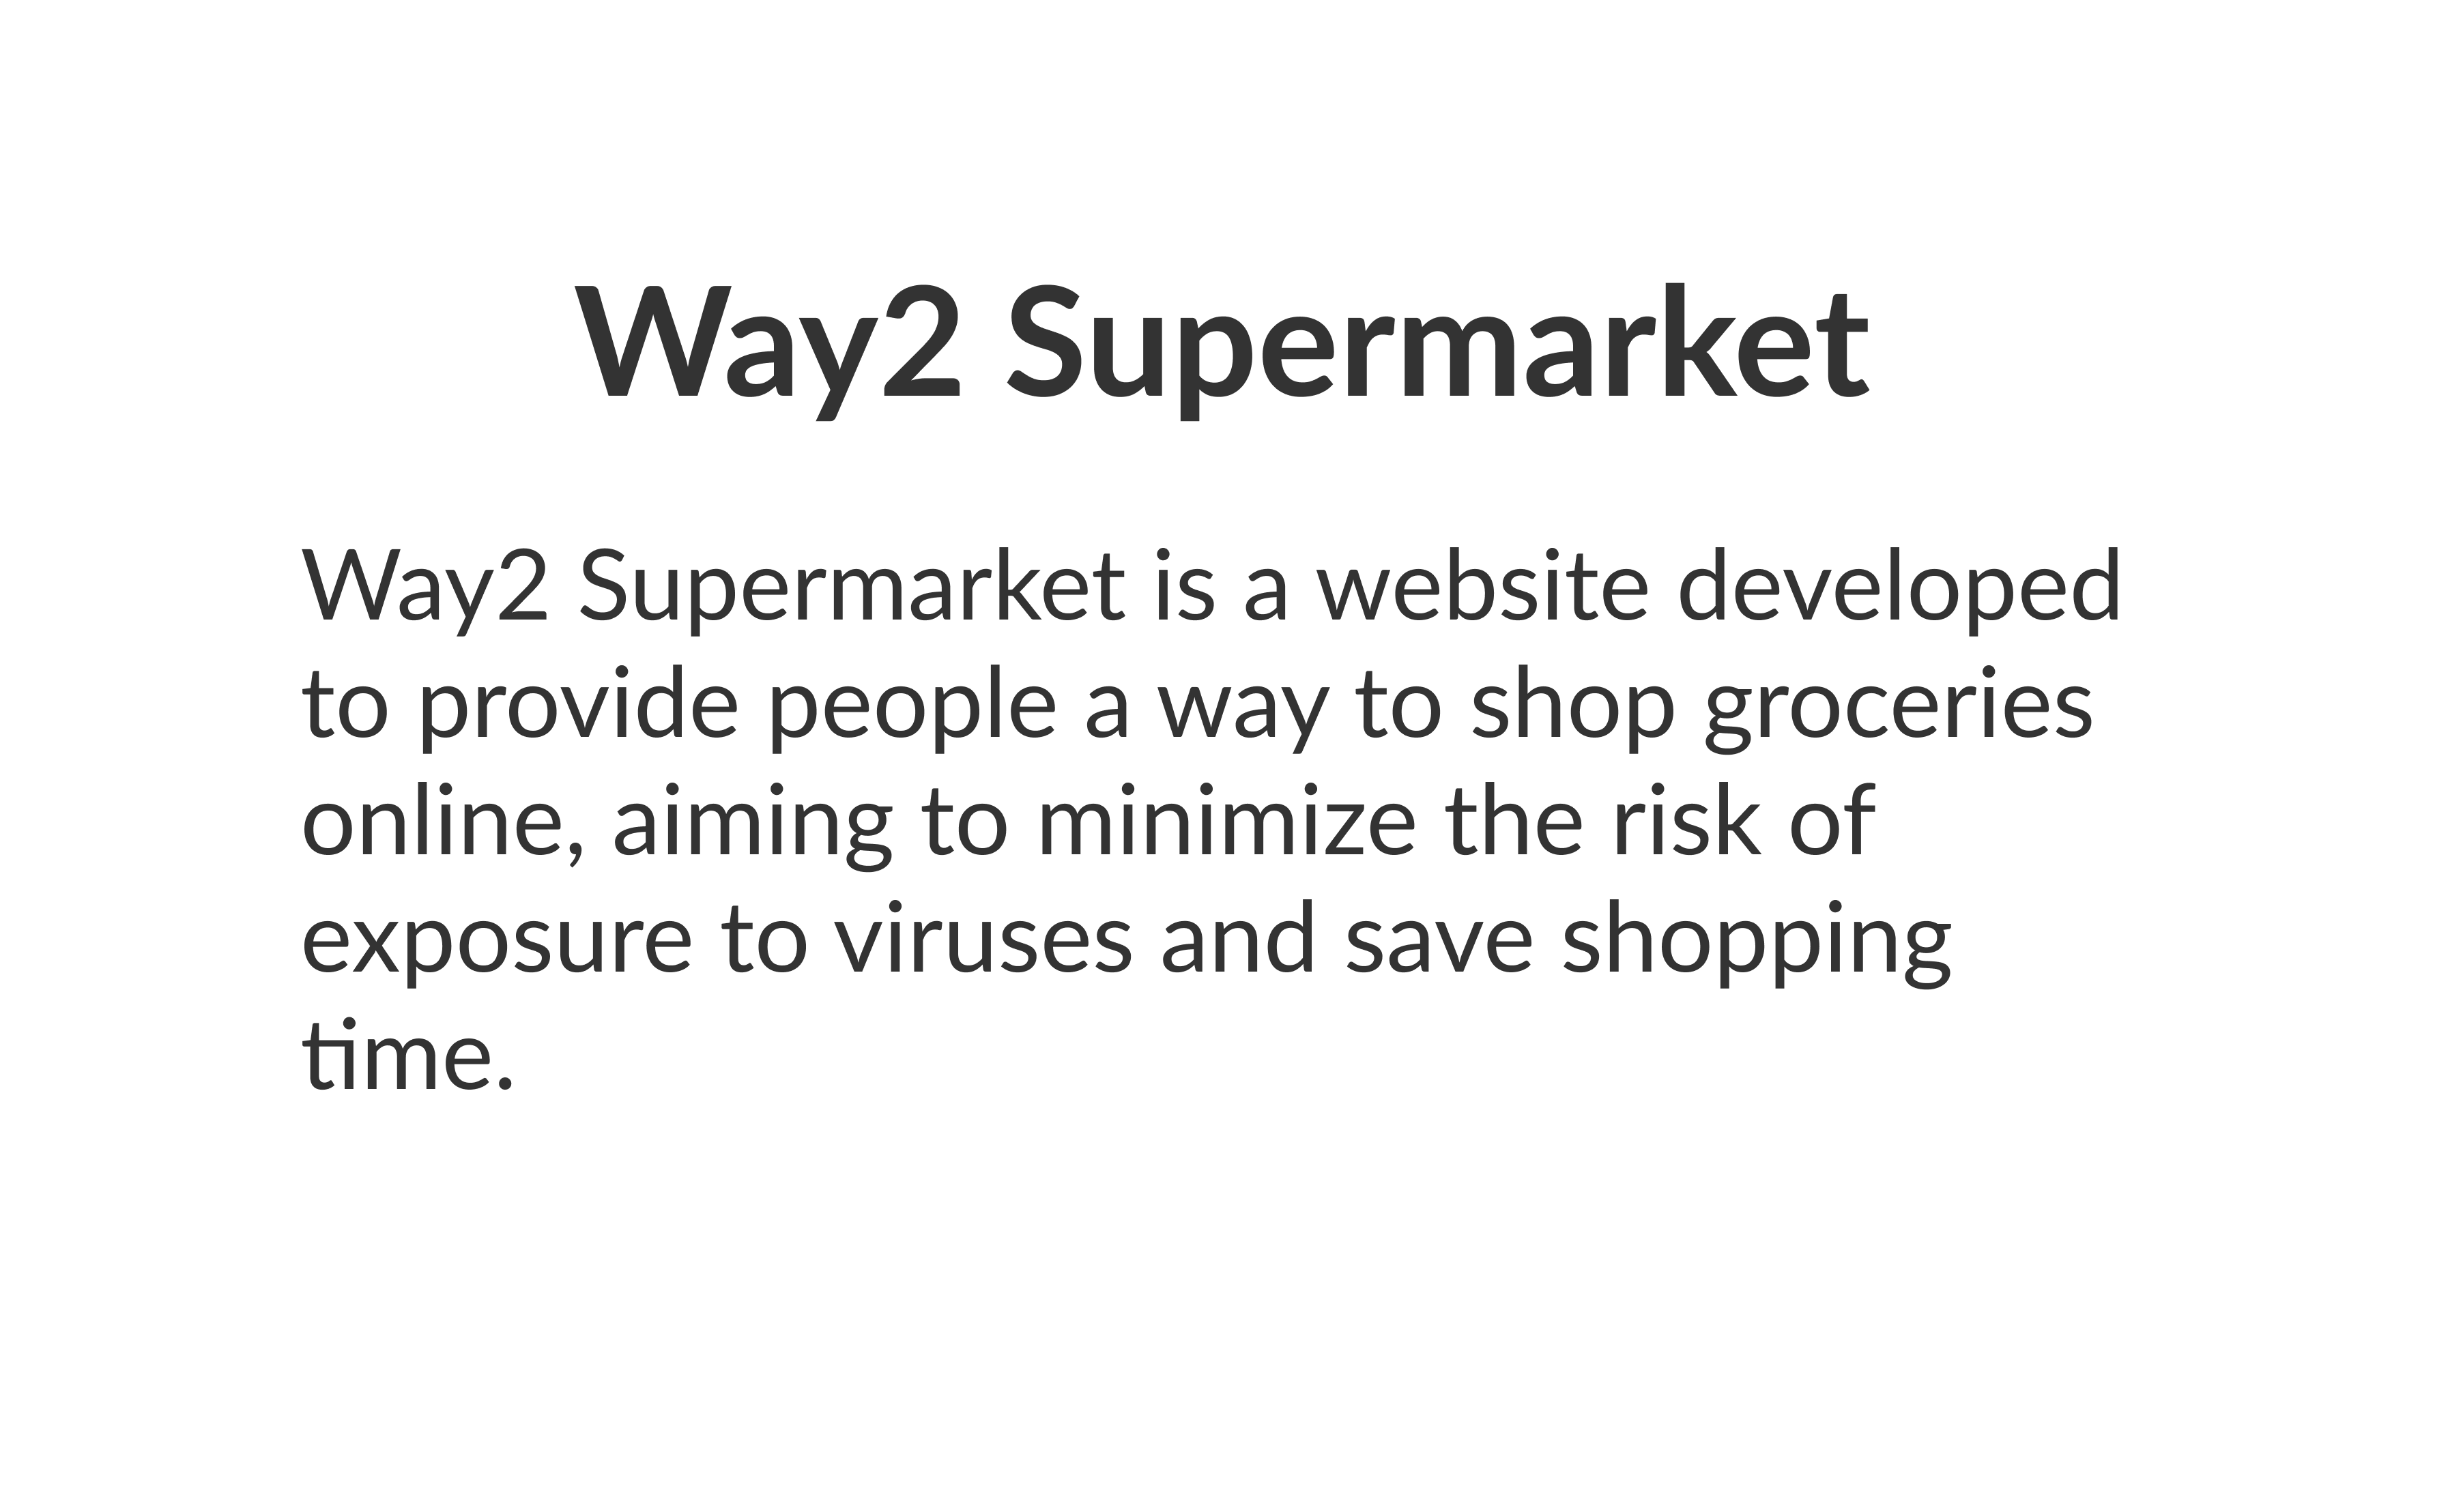 Way2 Supermarket
Way2 Supermarket is a website developed
to provide people a way to shop groceries
online, aiming to minimize the risk of
exposure to viruses and save shopping
time.